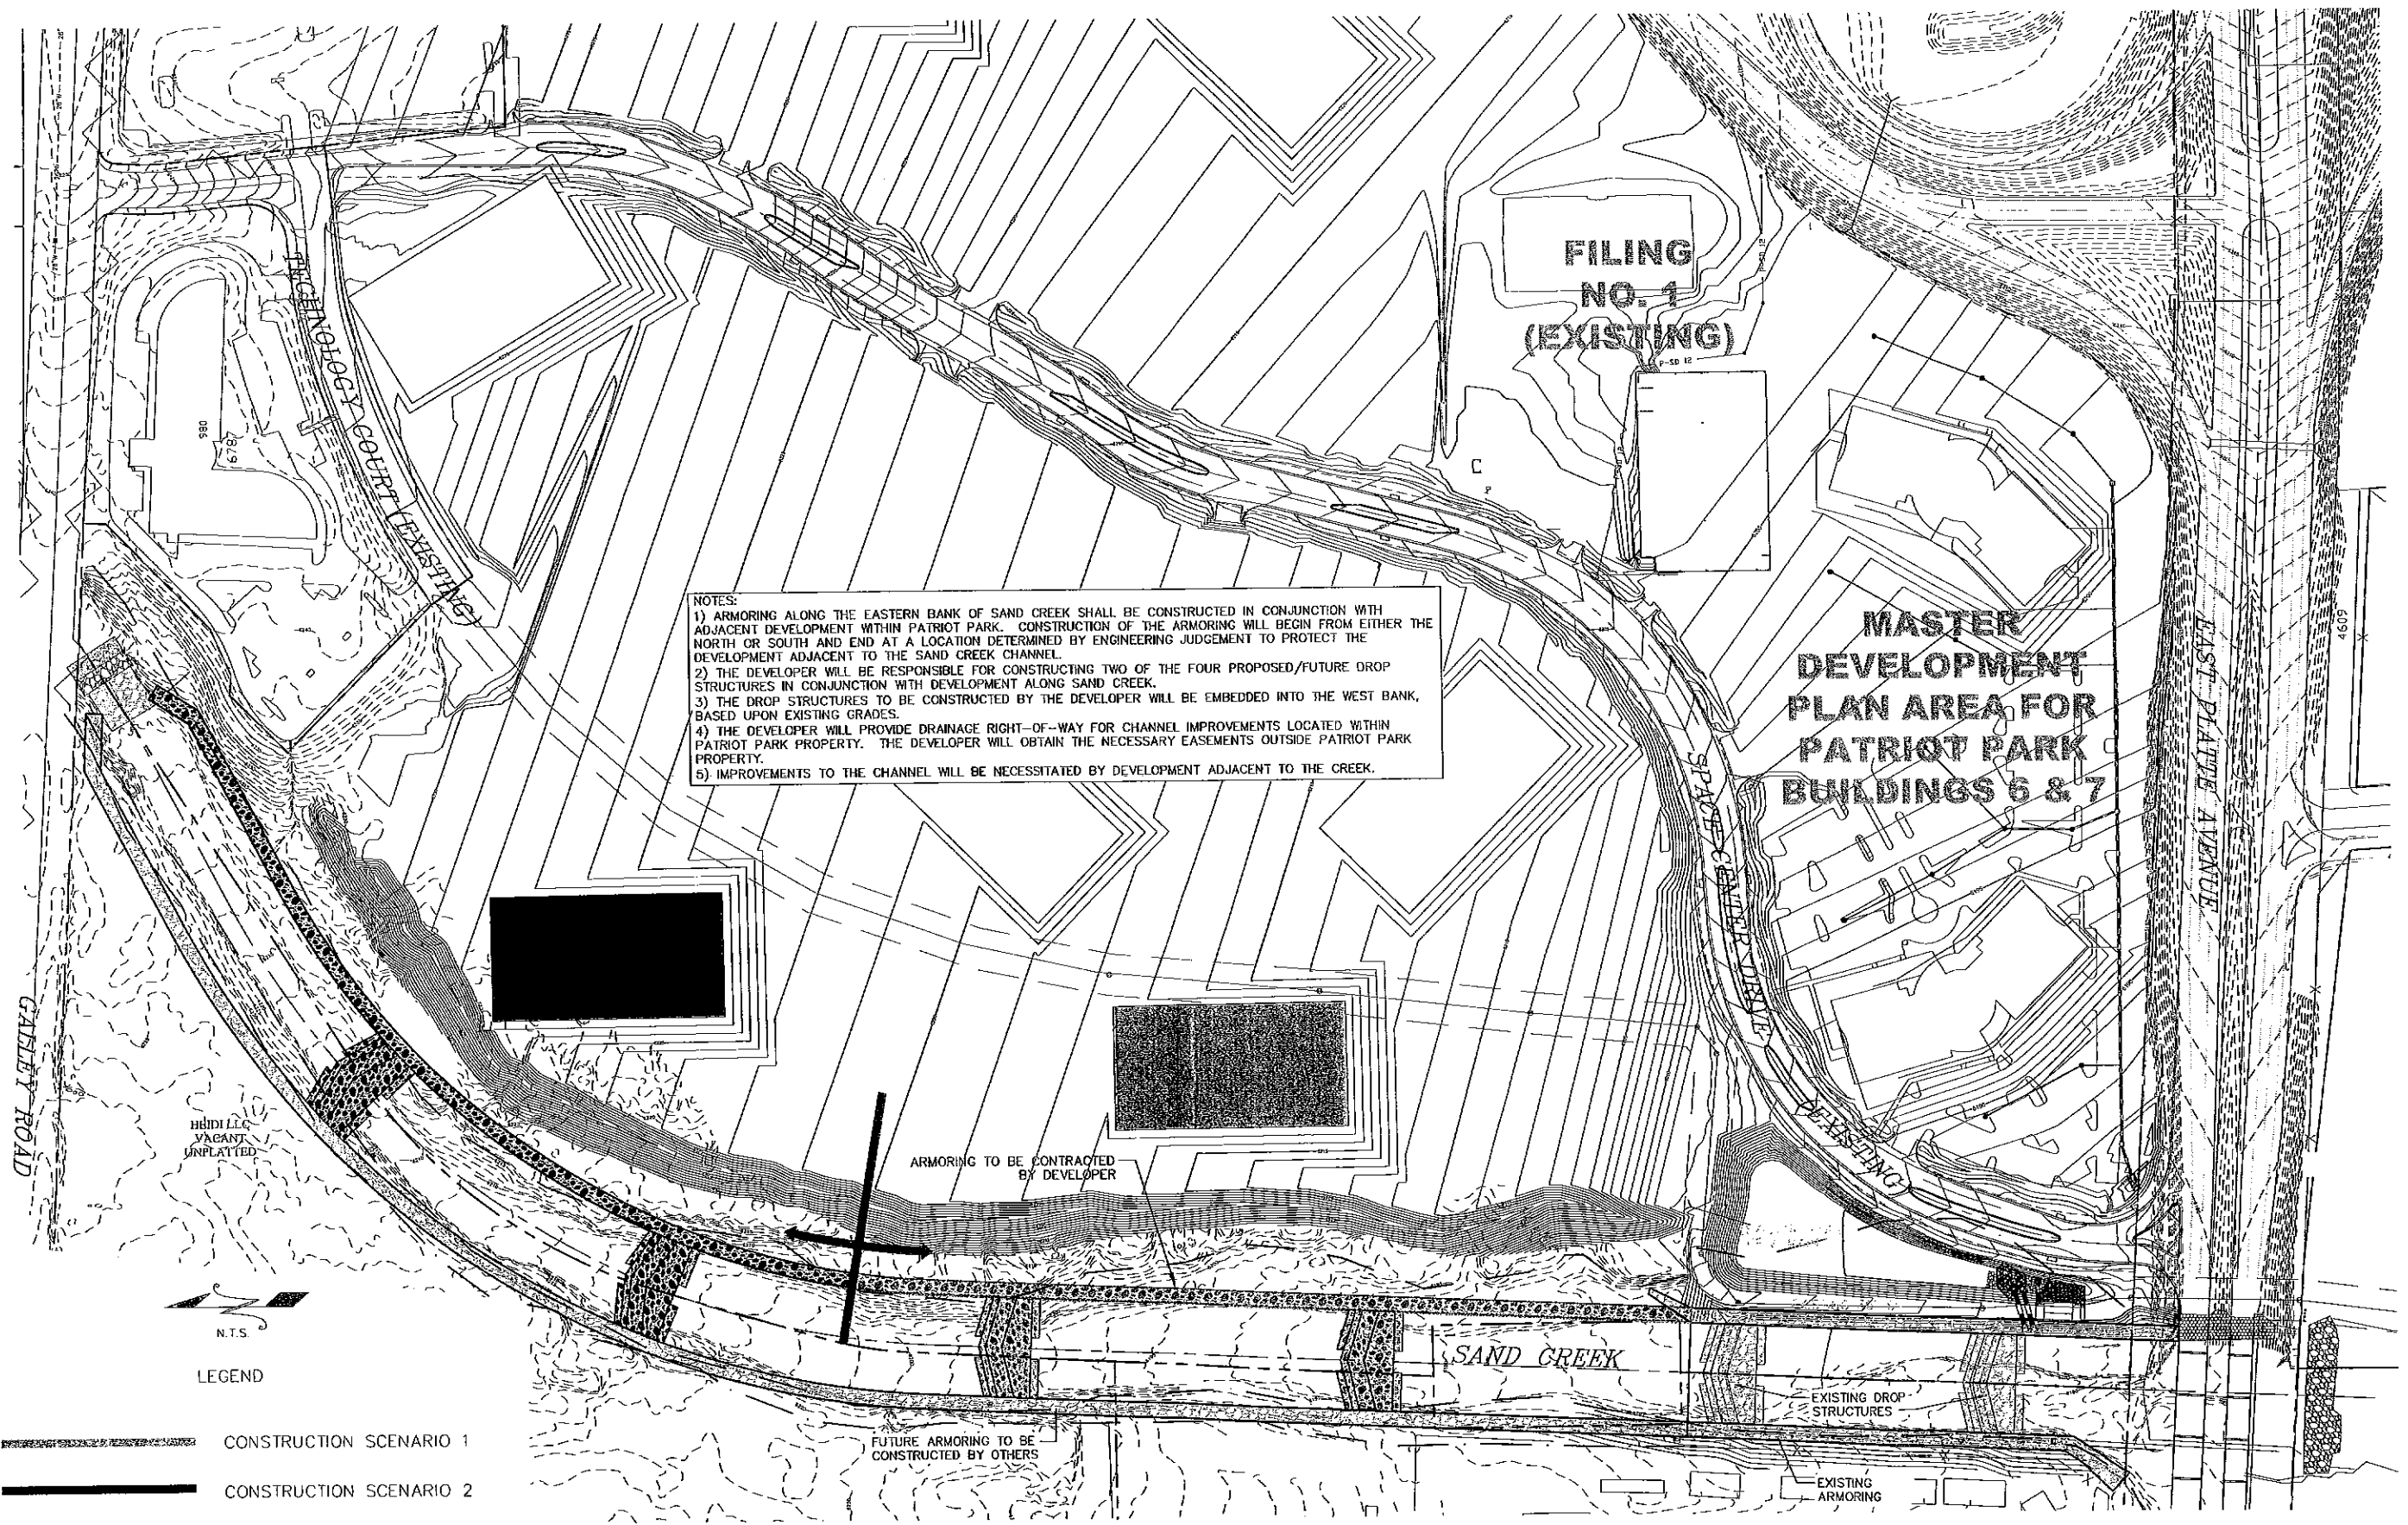 FILING
NO. 1
(EXISTING)
P-SD 12
P-SD 12
TECHNOLOGY COURT (EXISTING)
980
6787
C
P
4609
NOTES:
1) ARMORING ALONG THE EASTERN BANK OF SAND CREEK SHALL BE CONSTRUCTED IN CONJUNCTION WITH
ADJACENT DEVELOPMENT WITHIN PATRIOT PARK. CONSTRUCTION OF THE ARMORING WILL BEGIN FROM EITHER THE
NORTH OR SOUTH AND END AT A LOCATION DETERMINED BY ENGINEERING JUDGEMENT TO PROTECT THE
DEVELOPMENT ADJACENT TO THE SAND CREEK CHANNEL.
2) THE DEVELOPER WILL BE RESPONSIBLE FOR CONSTRUCTING TWO OF THE FOUR PROPOSED/FUTURE DROP
STRUCTURES IN CONJUNCTION WITH DEVELOPMENT ALONG SAND CREEK.
3) THE DROP STRUCTURES TO BE CONSTRUCTED BY THE DEVELOPER WILL BE EMBEDDED INTO THE WEST BANK,
BASED UPON EXISTING GRADES.
4) THE DEVELOPER WILL PROVIDE DRAINAGE RIGHT-OF-WAY FOR CHANNEL IMPROVEMENTS LOCATED WITHIN
PATRIOT PARK PROPERTY. THE DEVELOPER WILL OBTAIN THE NECESSARY EASEMENTS OUTSIDE PATRIOT PARK
PROPERTY.
5) IMPROVEMENTS TO THE CHANNEL WILL BE NECESSITATED BY DEVELOPMENT ADJACENT TO THE CREEK.
MASTER
DEVELOPMENT
PLAN AREA FOR
PATRIOT PARK
BUILDINGS 6 & 7
EAST PLATTE AVENUE
SPACE CENTER DRIVE (EXISTING)
GALLEY ROAD
HEIDI LLC
VACANT
UNPLATTED
ARMORING TO BE CONTRACTED
BY DEVELOPER
N.T.S.
SAND CREEK
LEGEND
EXISTING DROP
STRUCTURES
CONSTRUCTION SCENARIO 1
FUTURE ARMORING TO BE
CONSTRUCTED BY OTHERS
CONSTRUCTION SCENARIO 2
EXISTING
ARMORING